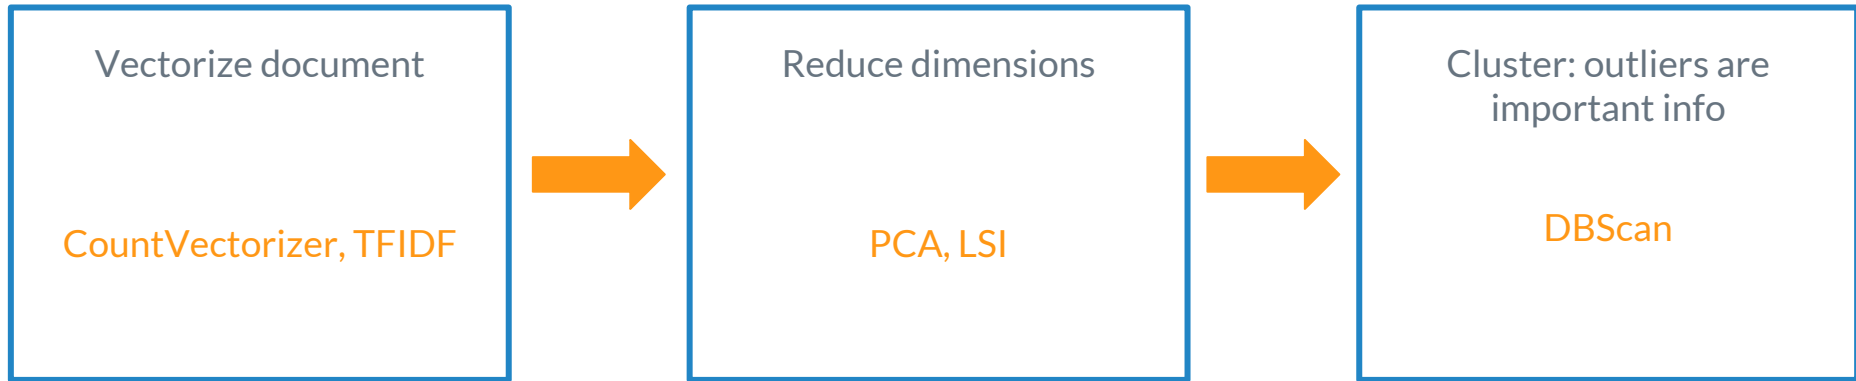 Vectorize document
CountVectorizer, TFIDF
Reduce dimensions
PCA, LSI
Cluster: outliers are
important info
DBScan